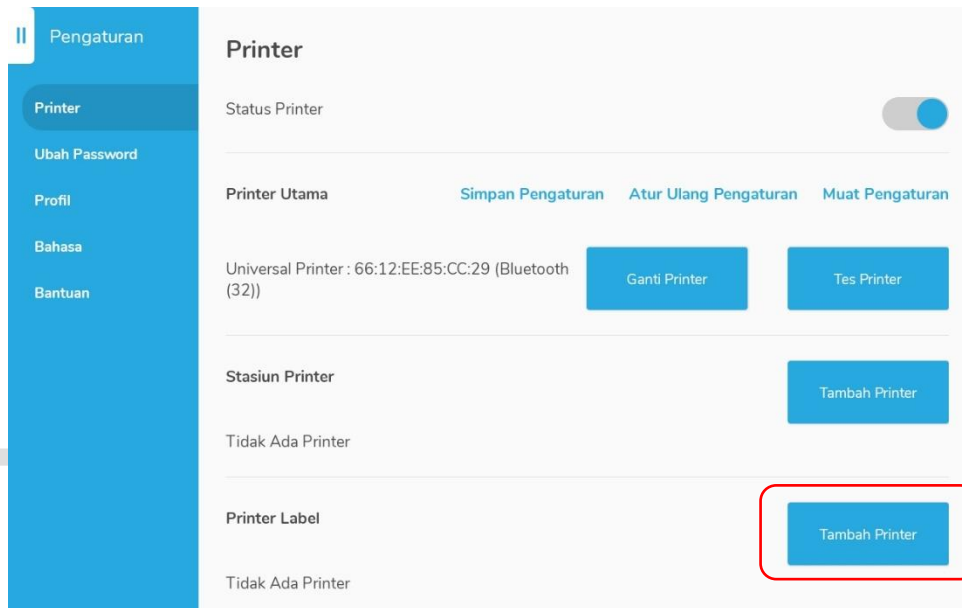 Pengaturan
Printer
Ubah Password
Profil
Bahasa
Bantuan
Printer
Status Printer
Printer Utama
Simpan Pengaturan
Atur Ulang Pengaturan
Muat Pengaturan
Universal Printer : 66:12:EE:85:CC:29 (Bluetooth
(32))
Ganti Printer
Tes Printer
Stasiun Printer
Tambah Printer
Tidak Ada Printer
Printer Label
Tambah Printer
Tidak Ada Printer